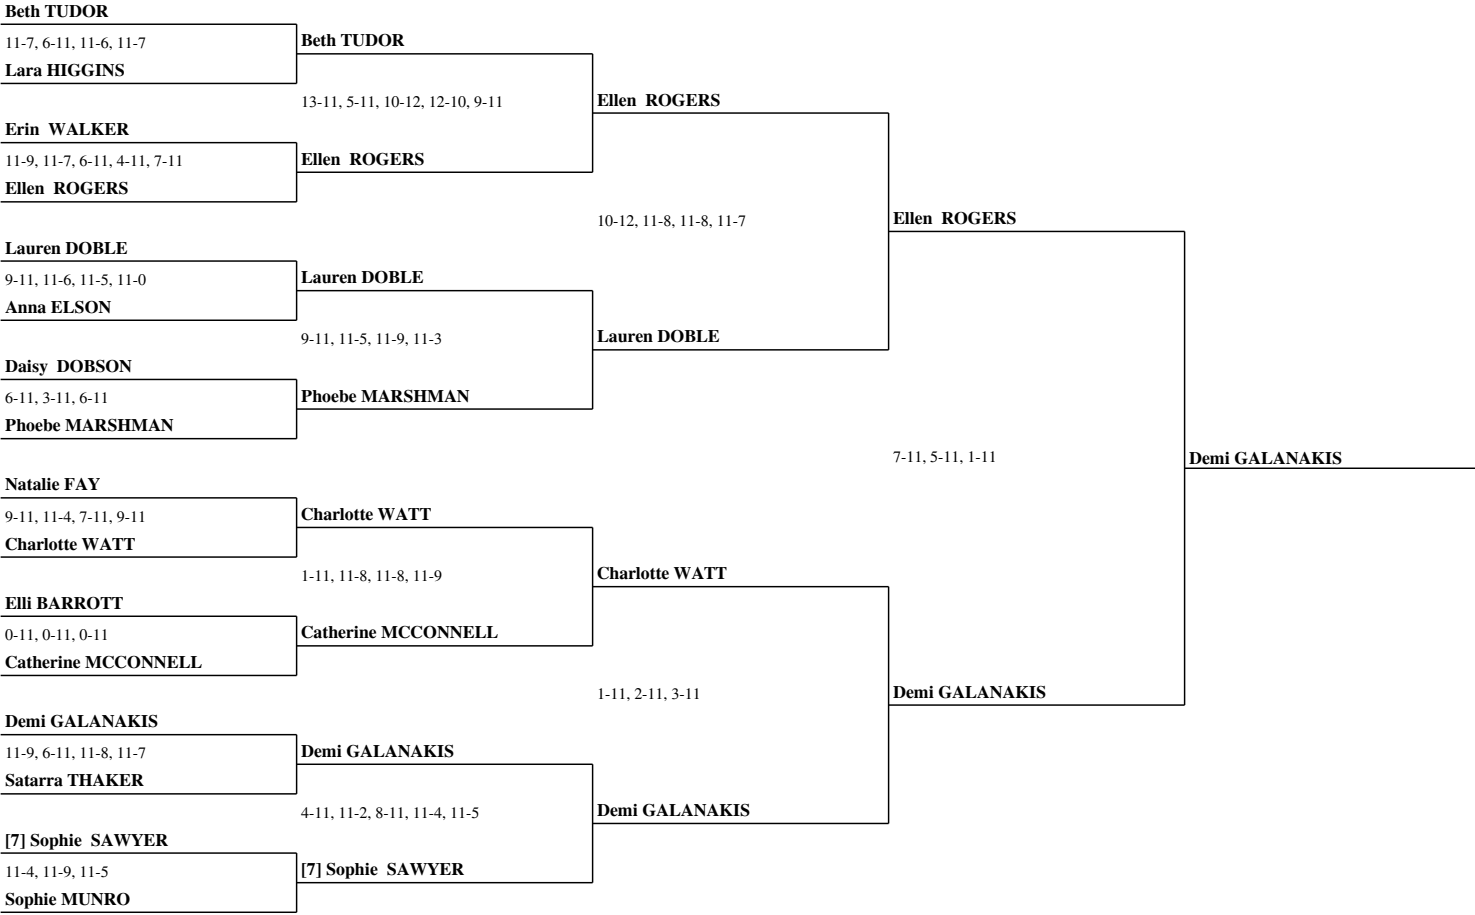 Beth TUDOR
11-7, 6-11, 11-6, 11-7
Lara HIGGINS
Erin WALKER
11-9, 11-7, 6-11, 4-11, 7-11
Ellen ROGERS
Lauren DOBLE
9-11, 11-6, 11-5, 11-0
Anna ELSON
Daisy DOBSON
6-11, 3-11, 6-11
Phoebe MARSHMAN
Natalie FAY
9-11, 11-4, 7-11, 9-11
Charlotte WATT
Elli BARROTT
0-11, 0-11, 0-11
Catherine MCCONNELL
Demi GALANAKIS
11-9, 6-11, 11-8, 11-7
Satarra THAKER
[7] Sophie SAWYER
11-4, 11-9, 11-5
Sophie MUNRO
Beth TUDOR
13-11, 5-11, 10-12, 12-10, 9-11
Ellen ROGERS
Lauren DOBLE
9-11, 11-5, 11-9, 11-3
Phoebe MARSHMAN
Charlotte WATT
1-11, 11-8, 11-8, 11-9
Catherine MCCONNELL
Demi GALANAKIS
4-11, 11-2, 8-11, 11-4, 11-5
[7] Sophie SAWYER
Ellen ROGERS
10-12, 11-8, 11-8, 11-7
Lauren DOBLE
Charlotte WATT
1-11, 2-11, 3-11
Demi GALANAKIS
Ellen ROGERS
7-11, 5-11, 1-11
Demi GALANAKIS
Demi GALANAKIS